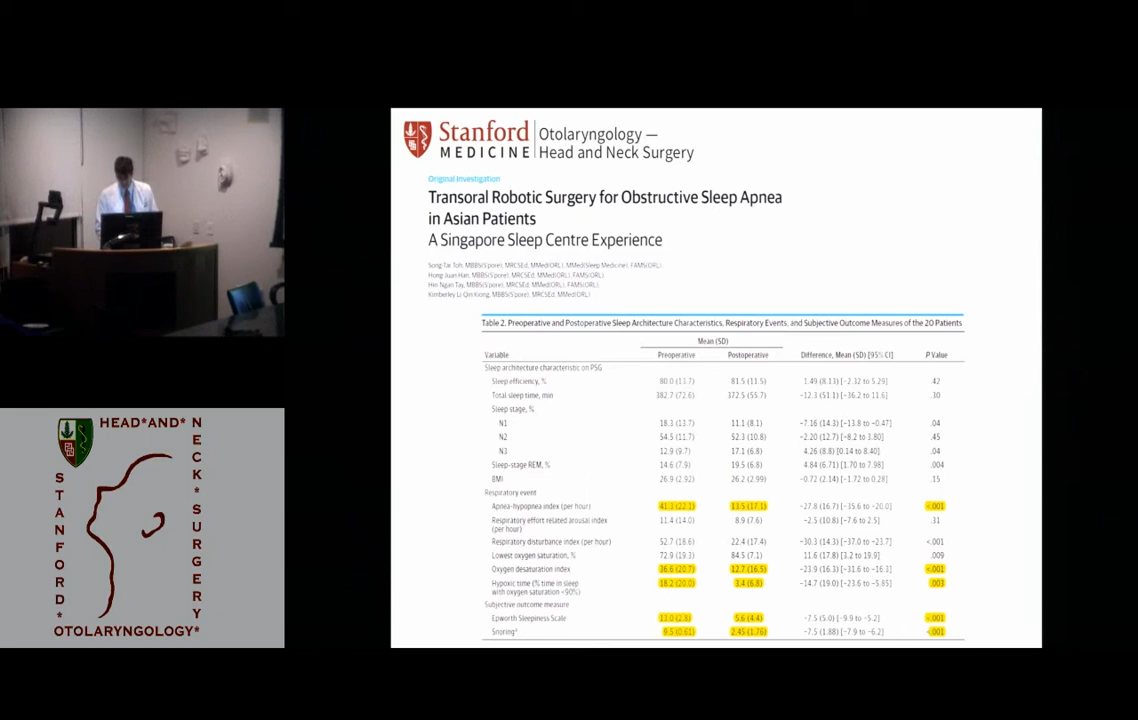 Stanford
MEDICINE
Otolaryngology —
Head and Neck Surgery
Original Investigation
Transoral Robotic Surgery for Obstructive Sleep Apnea
in Asian Patients
A Singapore Sleep Centre Experience
Song Tar Toh, MBBS(S'pore), MRCSEd, MMed(ORL), MMed(Sleep Medicine), FAMS(ORL);
Hong Juan Han, MBBS(S'pore), MRCSEd, MMed(ORL), FAMS(ORL);
Hin Ngan Tay, MBBS(S'pore), MRCSEd, MMed(ORL), FAMS(ORL);
Kimberley Li Qin Kiong, MBBS(S'pore), MRCSEd, MMed(ORL)
Table 2. Preoperative and Postoperative Sleep Architecture Characteristics, Respiratory Events, and Subjective Outcome Measures of the 20 Patients
Mean (SD)
Variable Preoperative Postoperative Difference, Mean (SD) [95% CI] P Value
Sleep architecture characteristic on PSG
Sleep efficiency, % 80.0 (13.7) 81.5 (11.5) 1.49 (8.13) [−2.32 to 5.29] .42
Total sleep time, min 382.7 (72.6) 372.5 (55.7) −12.3 (51.1) [−36.2 to 11.6] .30
Sleep stage, %
N1 18.3 (13.7) 11.1 (8.1) −7.16 (14.3) [−13.8 to −0.47] .04
N2 54.5 (11.7) 52.3 (10.8) −2.20 (12.7) [−8.2 to 3.80] .45
N3 12.9 (9.7) 17.1 (6.8) 4.26 (8.8) [0.14 to 8.40] .04
Sleep-stage REM, % 14.6 (7.9) 19.5 (6.8) 4.84 (6.71) [1.70 to 7.98] .004
BMI 26.9 (2.92) 26.2 (2.99) −0.72 (2.14) [−1.72 to 0.28] .15
Respiratory event
Apnea-hypopnea index (per hour) 41.3 (22.1) 13.5 (17.1) −27.8 (16.7) [−35.6 to −20.0] <.001
Respiratory effort related arousal index 11.4 (14.0) 8.9 (7.6) −2.5 (10.8) [−7.6 to 2.5] .31
(per hour)
Respiratory disturbance index (per hour) 52.7 (18.6) 22.4 (17.4) −30.3 (14.3) [−37.0 to −23.7] <.001
Lowest oxygen saturation, % 72.9 (19.3) 84.5 (7.1) 11.6 (17.8) [3.2 to 19.9] .009
Oxygen desaturation index 36.6 (20.7) 12.7 (16.5) −23.9 (16.3) [−31.6 to −16.3] <.001
Hypoxic time (% time in sleep 18.2 (20.0) 3.4 (6.8) −14.7 (19.0) [−23.6 to −5.85] .003
with oxygen saturation <90%)
Subjective outcome measure
Epworth Sleepiness Scale 13.0 (2.8) 5.6 (4.4) −7.5 (5.0) [−9.9 to −5.2] <.001
Snoring 9.5 (0.61) 2.45 (1.76) −7.5 (1.88) [−7.9 to −6.2] <.001
HEAD*AND*
NECK*SURGERY
STANFORD*
OTOLARYNGOLOGY*